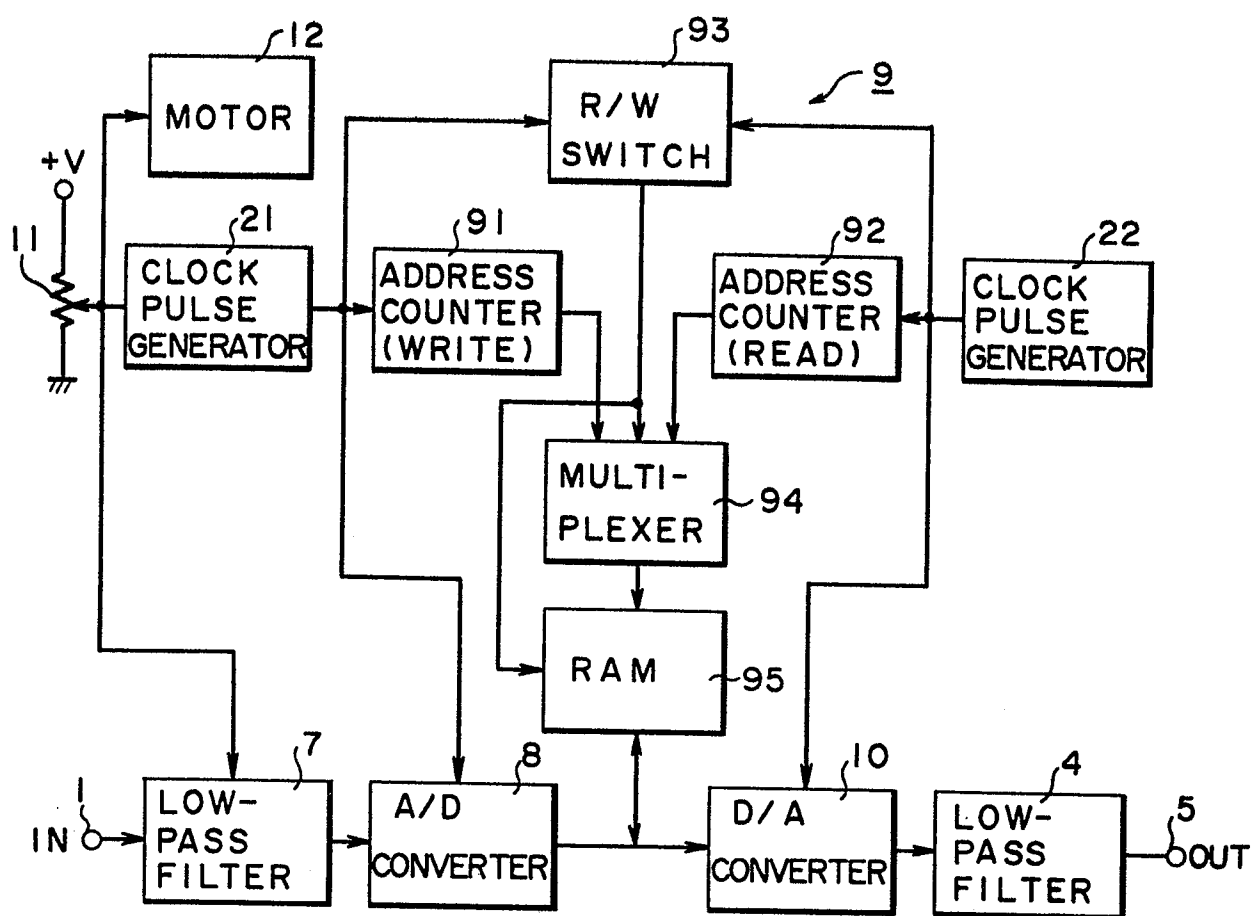 12
MOTOR
93
R/W
SWITCH
9
+V
11
21
CLOCK
PULSE
GENERATOR
91
ADDRESS
COUNTER
(WRITE)
92
ADDRESS
COUNTER
(READ)
22
CLOCK
PULSE
GENERATOR
MULTI-
PLEXER
94
RAM
95
1
IN
7
LOW-
PASS
FILTER
8
A/D
CONVERTER
10
D/A
CONVERTER
4
LOW-
PASS
FILTER
5
OUT